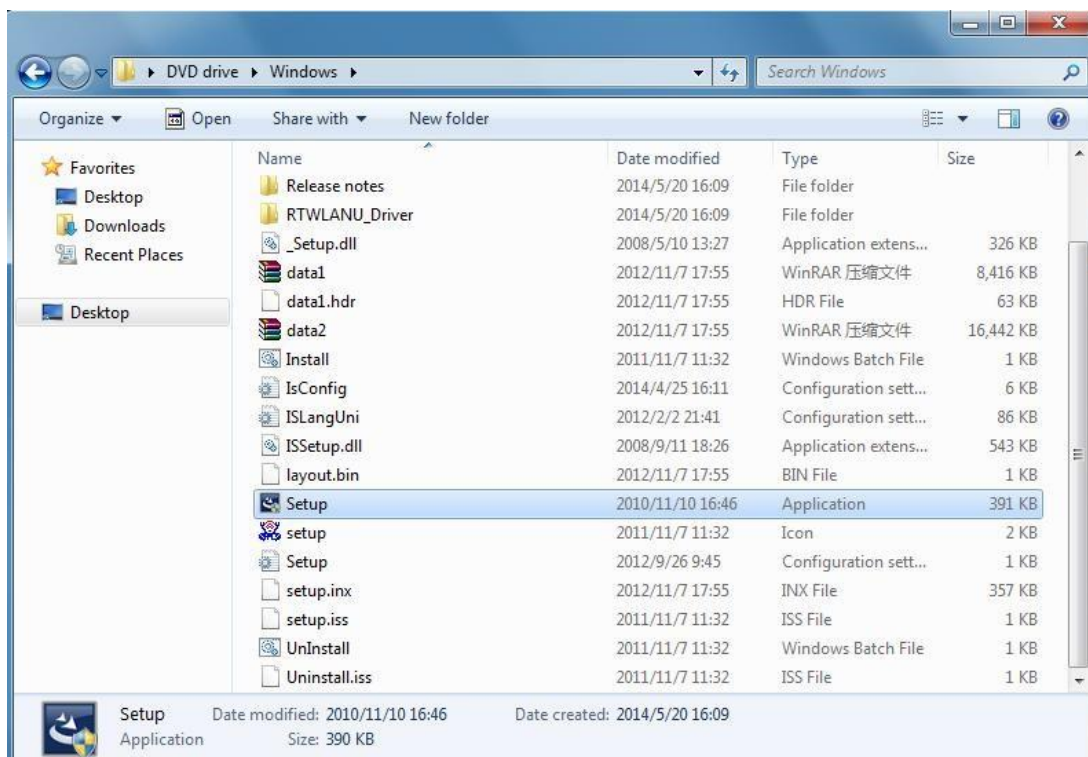 DVD drive Windows
Search Windows
Organize Open Share with New folder
Favorites
Desktop
Downloads
Recent Places
Desktop
Name Date modified Type Size
Release notes 2014/5/20 16:09 File folder
RTWLANU_Driver 2014/5/20 16:09 File folder
_Setup.dll 2008/5/10 13:27 Application extens... 326 KB
data1 2012/11/7 17:55 WinRAR 压缩文件 8,416 KB
data1.hdr 2012/11/7 17:55 HDR File 63 KB
data2 2012/11/7 17:55 WinRAR 压缩文件 16,442 KB
Install 2011/11/7 11:32 Windows Batch File 1 KB
IsConfig 2014/4/25 16:11 Configuration sett... 6 KB
ISLangUni 2012/2/2 21:41 Configuration sett... 86 KB
ISSetup.dll 2008/9/11 18:26 Application extens... 543 KB
layout.bin 2012/11/7 17:55 BIN File 1 KB
Setup 2010/11/10 16:46 Application 391 KB
setup 2011/11/7 11:32 Icon 2 KB
Setup 2012/9/26 9:45 Configuration sett... 1 KB
setup.inx 2012/11/7 17:55 INX File 357 KB
setup.iss 2011/11/7 11:32 ISS File 1 KB
UnInstall 2011/11/7 11:32 Windows Batch File 1 KB
Uninstall.iss 2011/11/7 11:32 ISS File 1 KB
Setup Date modified: 2010/11/10 16:46 Date created: 2014/5/20 16:09
Application Size: 390 KB